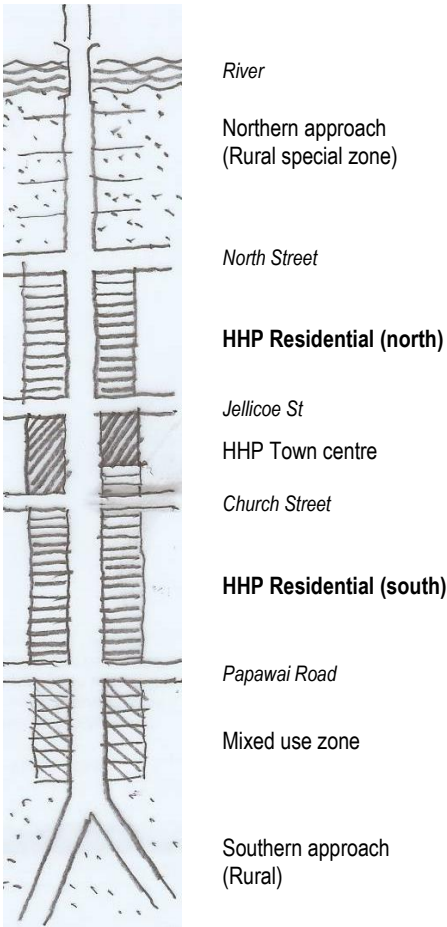 River
Northern approach
(Rural special zone)
North Street
HHP Residential (north)
Jellicoe St
HHP Town centre
Church Street
HHP Residential (south)
Papawai Road
Mixed use zone
Southern approach
(Rural)